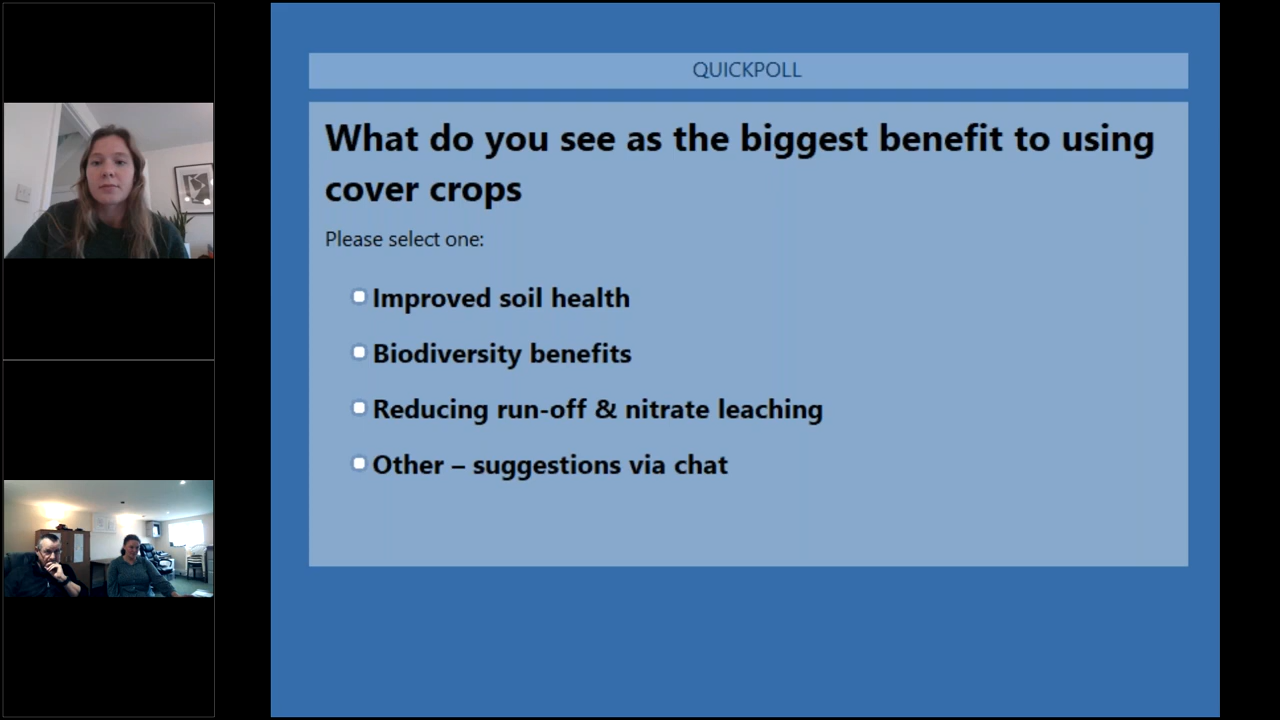 QUICKPOLL
What do you see as the biggest benefit to using
cover crops
Please select one:
Improved soil health
Biodiversity benefits
Reducing run-off & nitrate leaching
Other – suggestions via chat